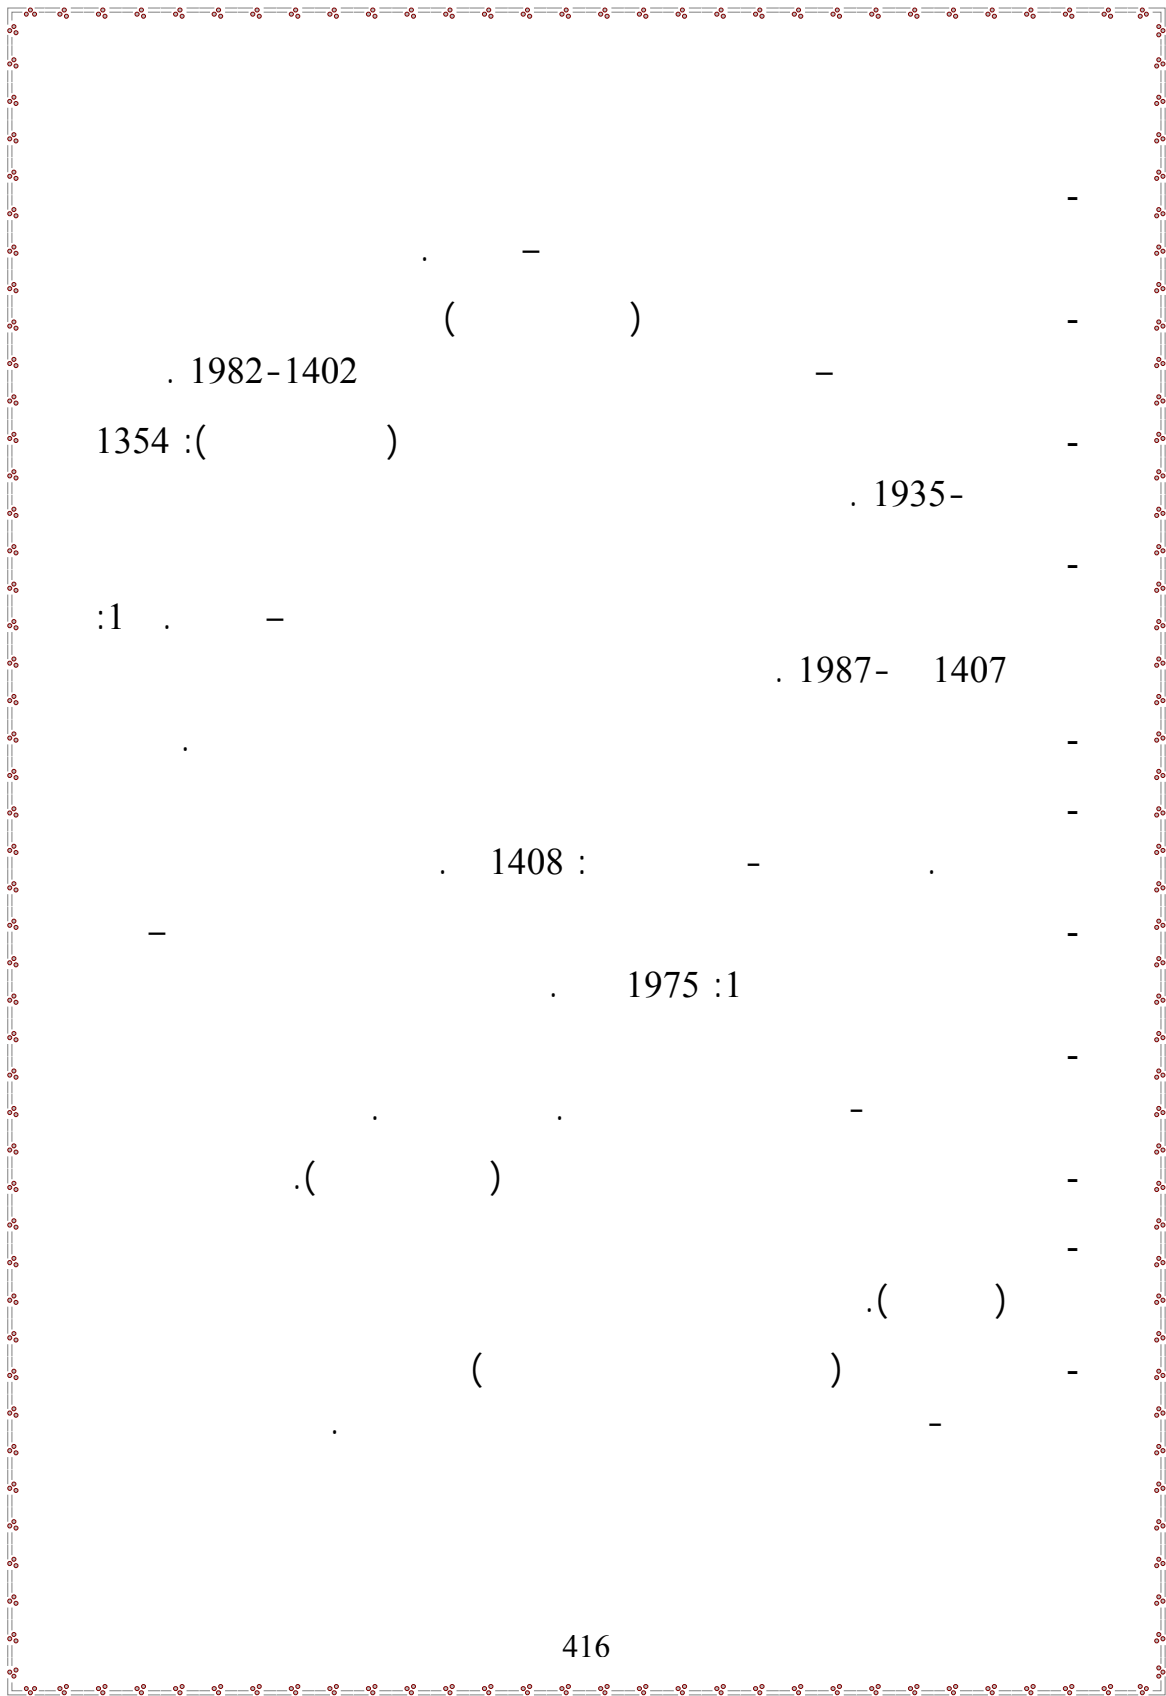 -
– .
- ( )
– 1402-1982 .
- ( ): 1354
-1935 .
-
– . 1:
1407 -1987 .
- .
-
. - : 1408 .
- –
1: 1975 .
-
- . .
- ( ).
-
( ).
- ( )
- .
416